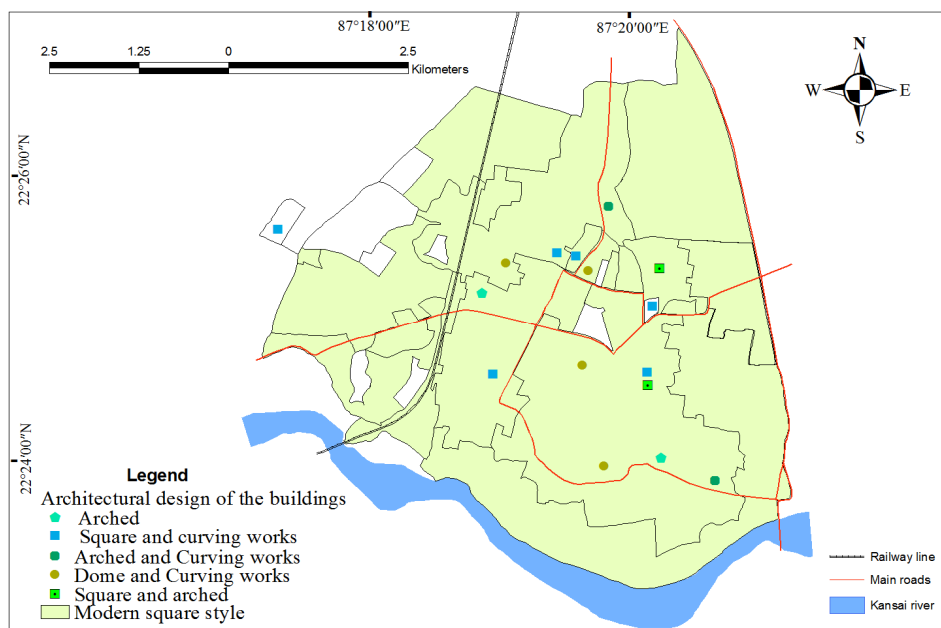 87°18′00″E
87°20′00″E
2.5 1.25 0 2.5
Kilometers
N
W E
S
22°26′00″N
22°24′00″N
Legend
Architectural design of the buildings
Arched
Square and curving works
Arched and Curving works
Dome and Curving works
Square and arched
Modern square style
Railway line
Main roads
Kansai river